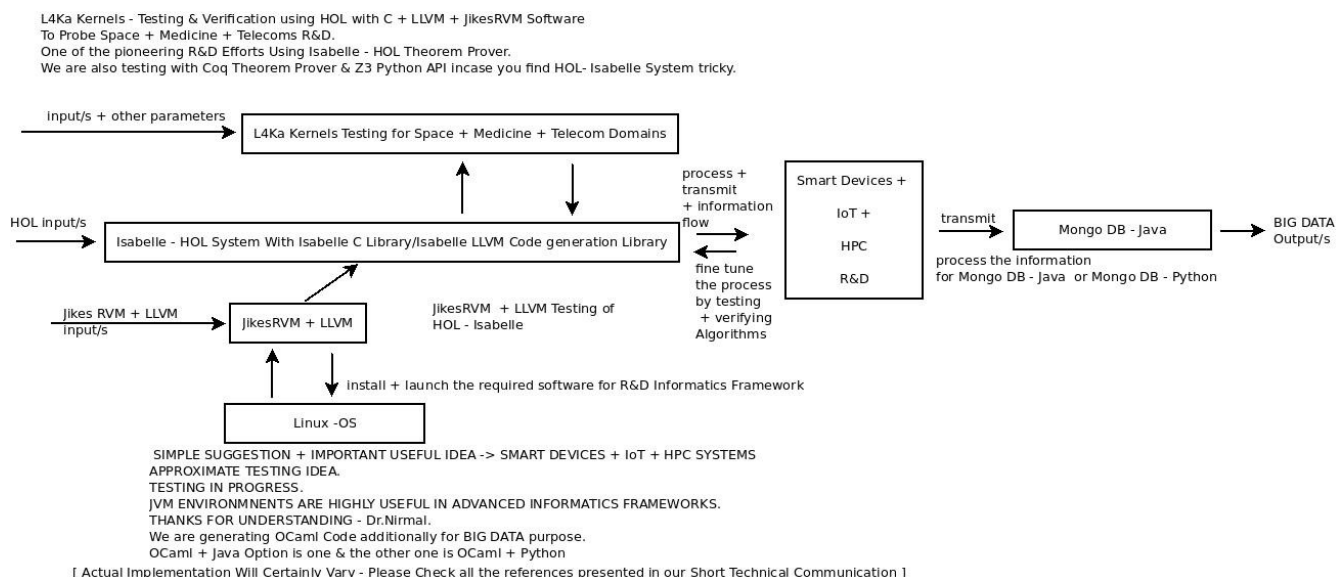 L4Ka Kernels - Testing & Verification using HOL with C + LLVM + JikesRVM Software
To Probe Space + Medicine + Telecoms R&D.
One of the pioneering R&D Efforts Using Isabelle - HOL Theorem Prover.
We are also testing with Coq Theorem Prover & Z3 Python API incase you find HOL- Isabelle System tricky.
input/s + other parameters
L4Ka Kernels Testing for Space + Medicine + Telecom Domains
process +
transmit
+ information
flow
Smart Devices +
IoT +
HPC
R&D
HOL input/s
Isabelle - HOL System With Isabelle C Library/Isabelle LLVM Code generation Library
transmit
Mongo DB - Java
BIG DATA
Output/s
process the information
for Mongo DB - Java or Mongo DB - Python
fine tune
the process
by testing
+ verifying
Algorithms
Jikes RVM + LLVM
input/s
JikesRVM + LLVM
JikesRVM + LLVM Testing of
HOL - Isabelle
install + launch the required software for R&D Informatics Framework
Linux -OS
SIMPLE SUGGESTION + IMPORTANT USEFUL IDEA -> SMART DEVICES + IoT + HPC SYSTEMS
APPROXIMATE TESTING IDEA.
TESTING IN PROGRESS.
JVM ENVIRONMNENTS ARE HIGHLY USEFUL IN ADVANCED INFORMATICS FRAMEWORKS.
THANKS FOR UNDERSTANDING - Dr.Nirmal.
We are generating OCaml Code additionally for BIG DATA purpose.
OCaml + Java Option is one & the other one is OCaml + Python
[ Actual Implementation Will Certainly Vary - Please Check all the references presented in our Short Technical Communication ]